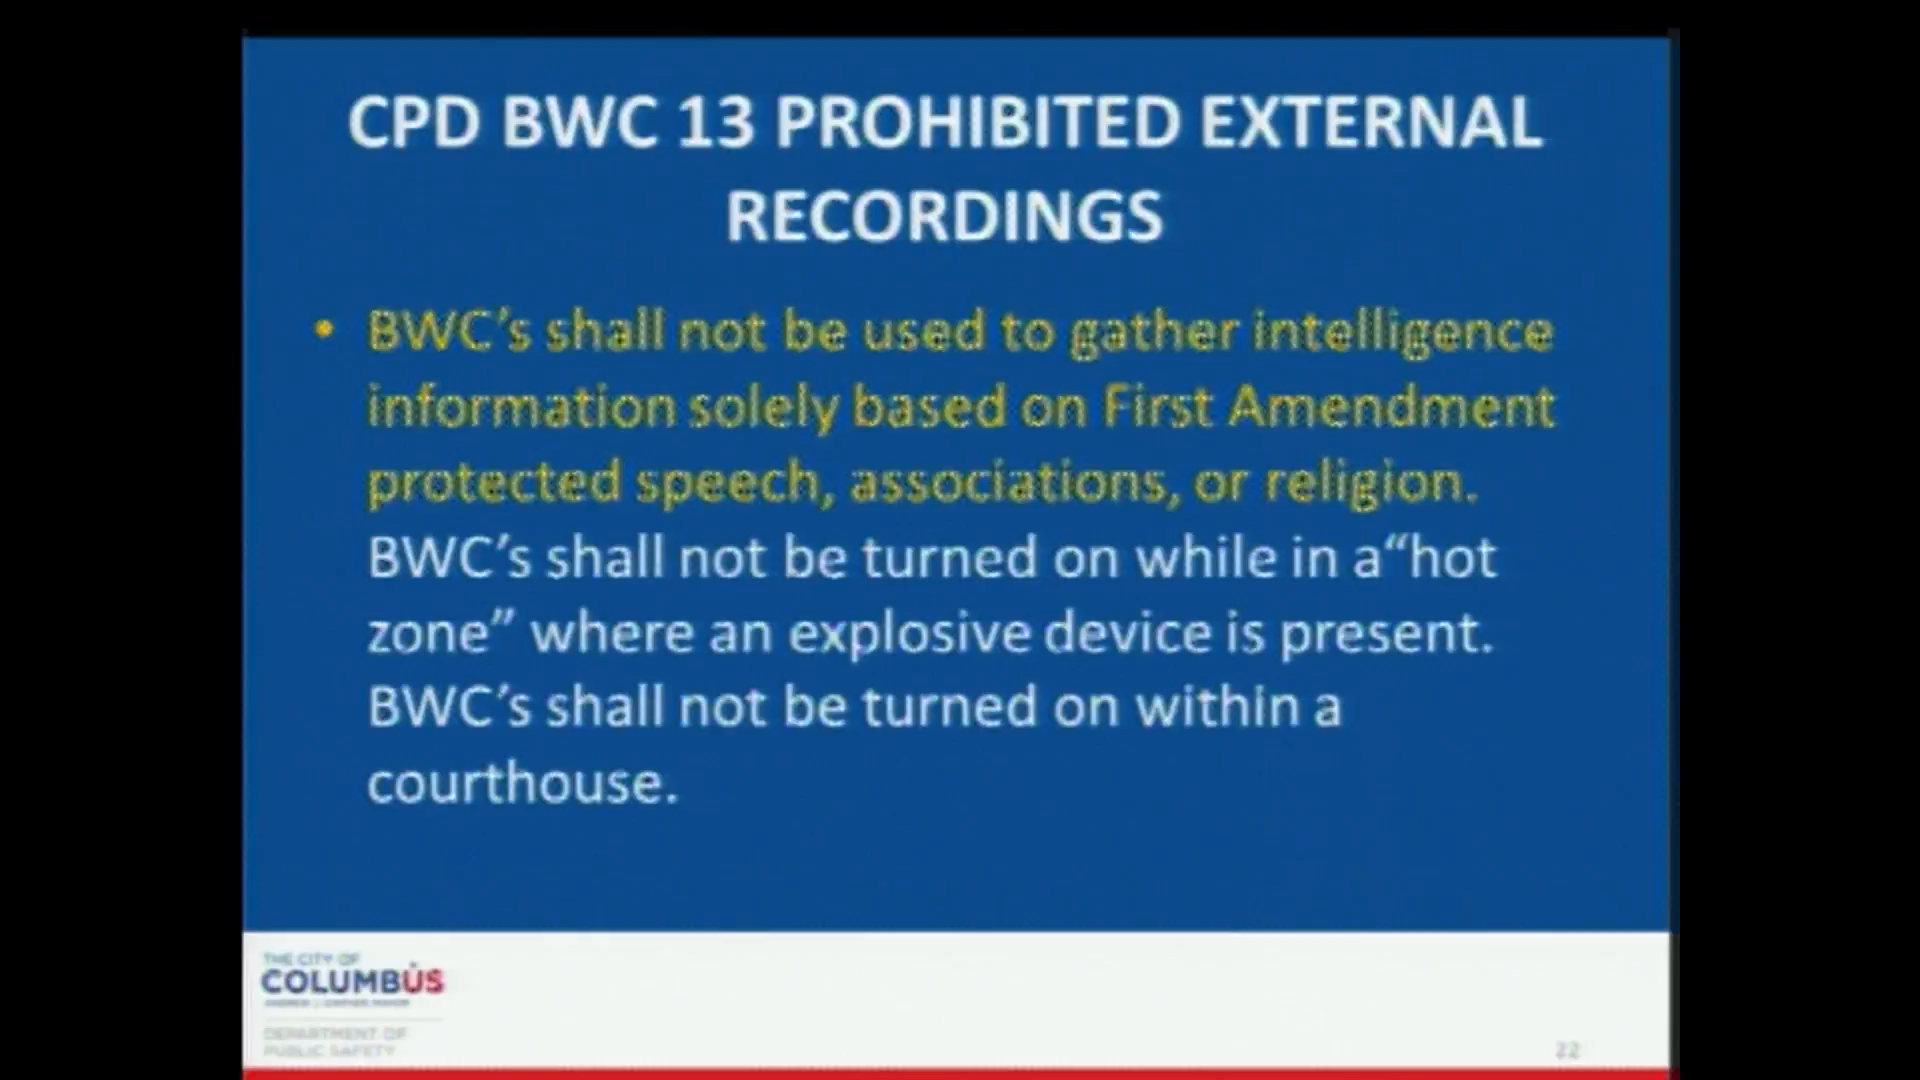 CPD BWC 13 PROHIBITED EXTERNAL
RECORDINGS
• BWC’s shall not be used to gather intelligence
information solely based on First Amendment
protected speech, associations, or religion.
BWC’s shall not be turned on while in a“hot
zone” where an explosive device is present.
BWC’s shall not be turned on within a
courthouse.
THE CITY OF
COLUMBUS
DEPARTMENT OF
PUBLIC SAFETY
22